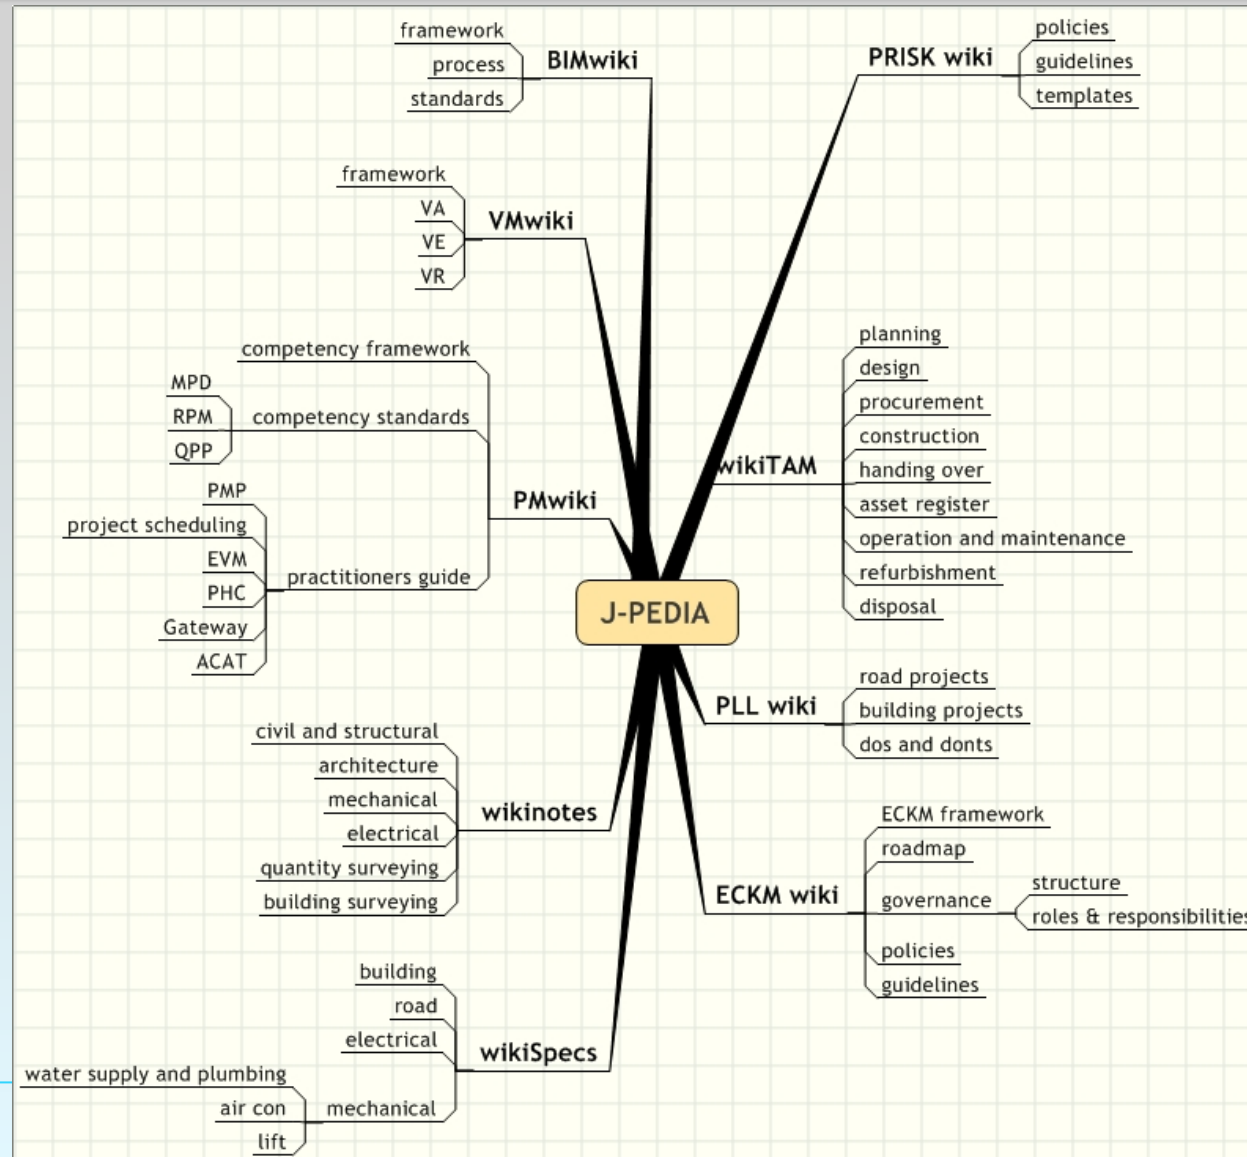 framework
process
standards
BIMwiki
framework
VA
VE
VR
VMwiki
competency framework
MPD
RPM
QPP
competency standards
PMP
project scheduling
EVM
PHC
Gateway
ACAT
practitioners guide
PMwiki
civil and structural
architecture
mechanical
electrical
quantity surveying
building surveying
wikinotes
building
road
electrical
water supply and plumbing
air con
lift
mechanical
wikiSpecs
J-PEDIA
PRISK wiki
policies
guidelines
templates
wikiTAM
planning
design
procurement
construction
handing over
asset register
operation and maintenance
refurbishment
disposal
PLL wiki
road projects
building projects
dos and donts
ECKM wiki
ECKM framework
roadmap
governance
structure
roles & responsibilities
policies
guidelines